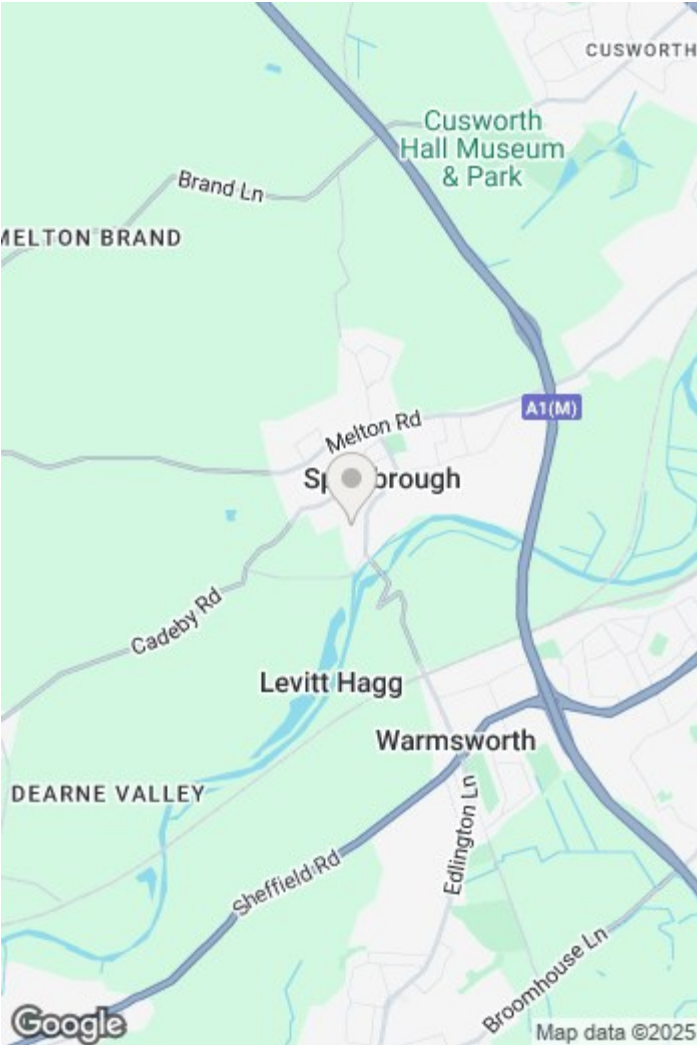 CUSWORTH
Cusworth
Hall Museum
& Park
Brand Ln
MELTON BRAND
A1(M)
Melton Rd
Cadeby Rd
Levitt Hagg
Warmsworth
DEARNE VALLEY
Edlington Ln
Sheffield Rd
Broomhouse Ln
Google
Map data ©2025